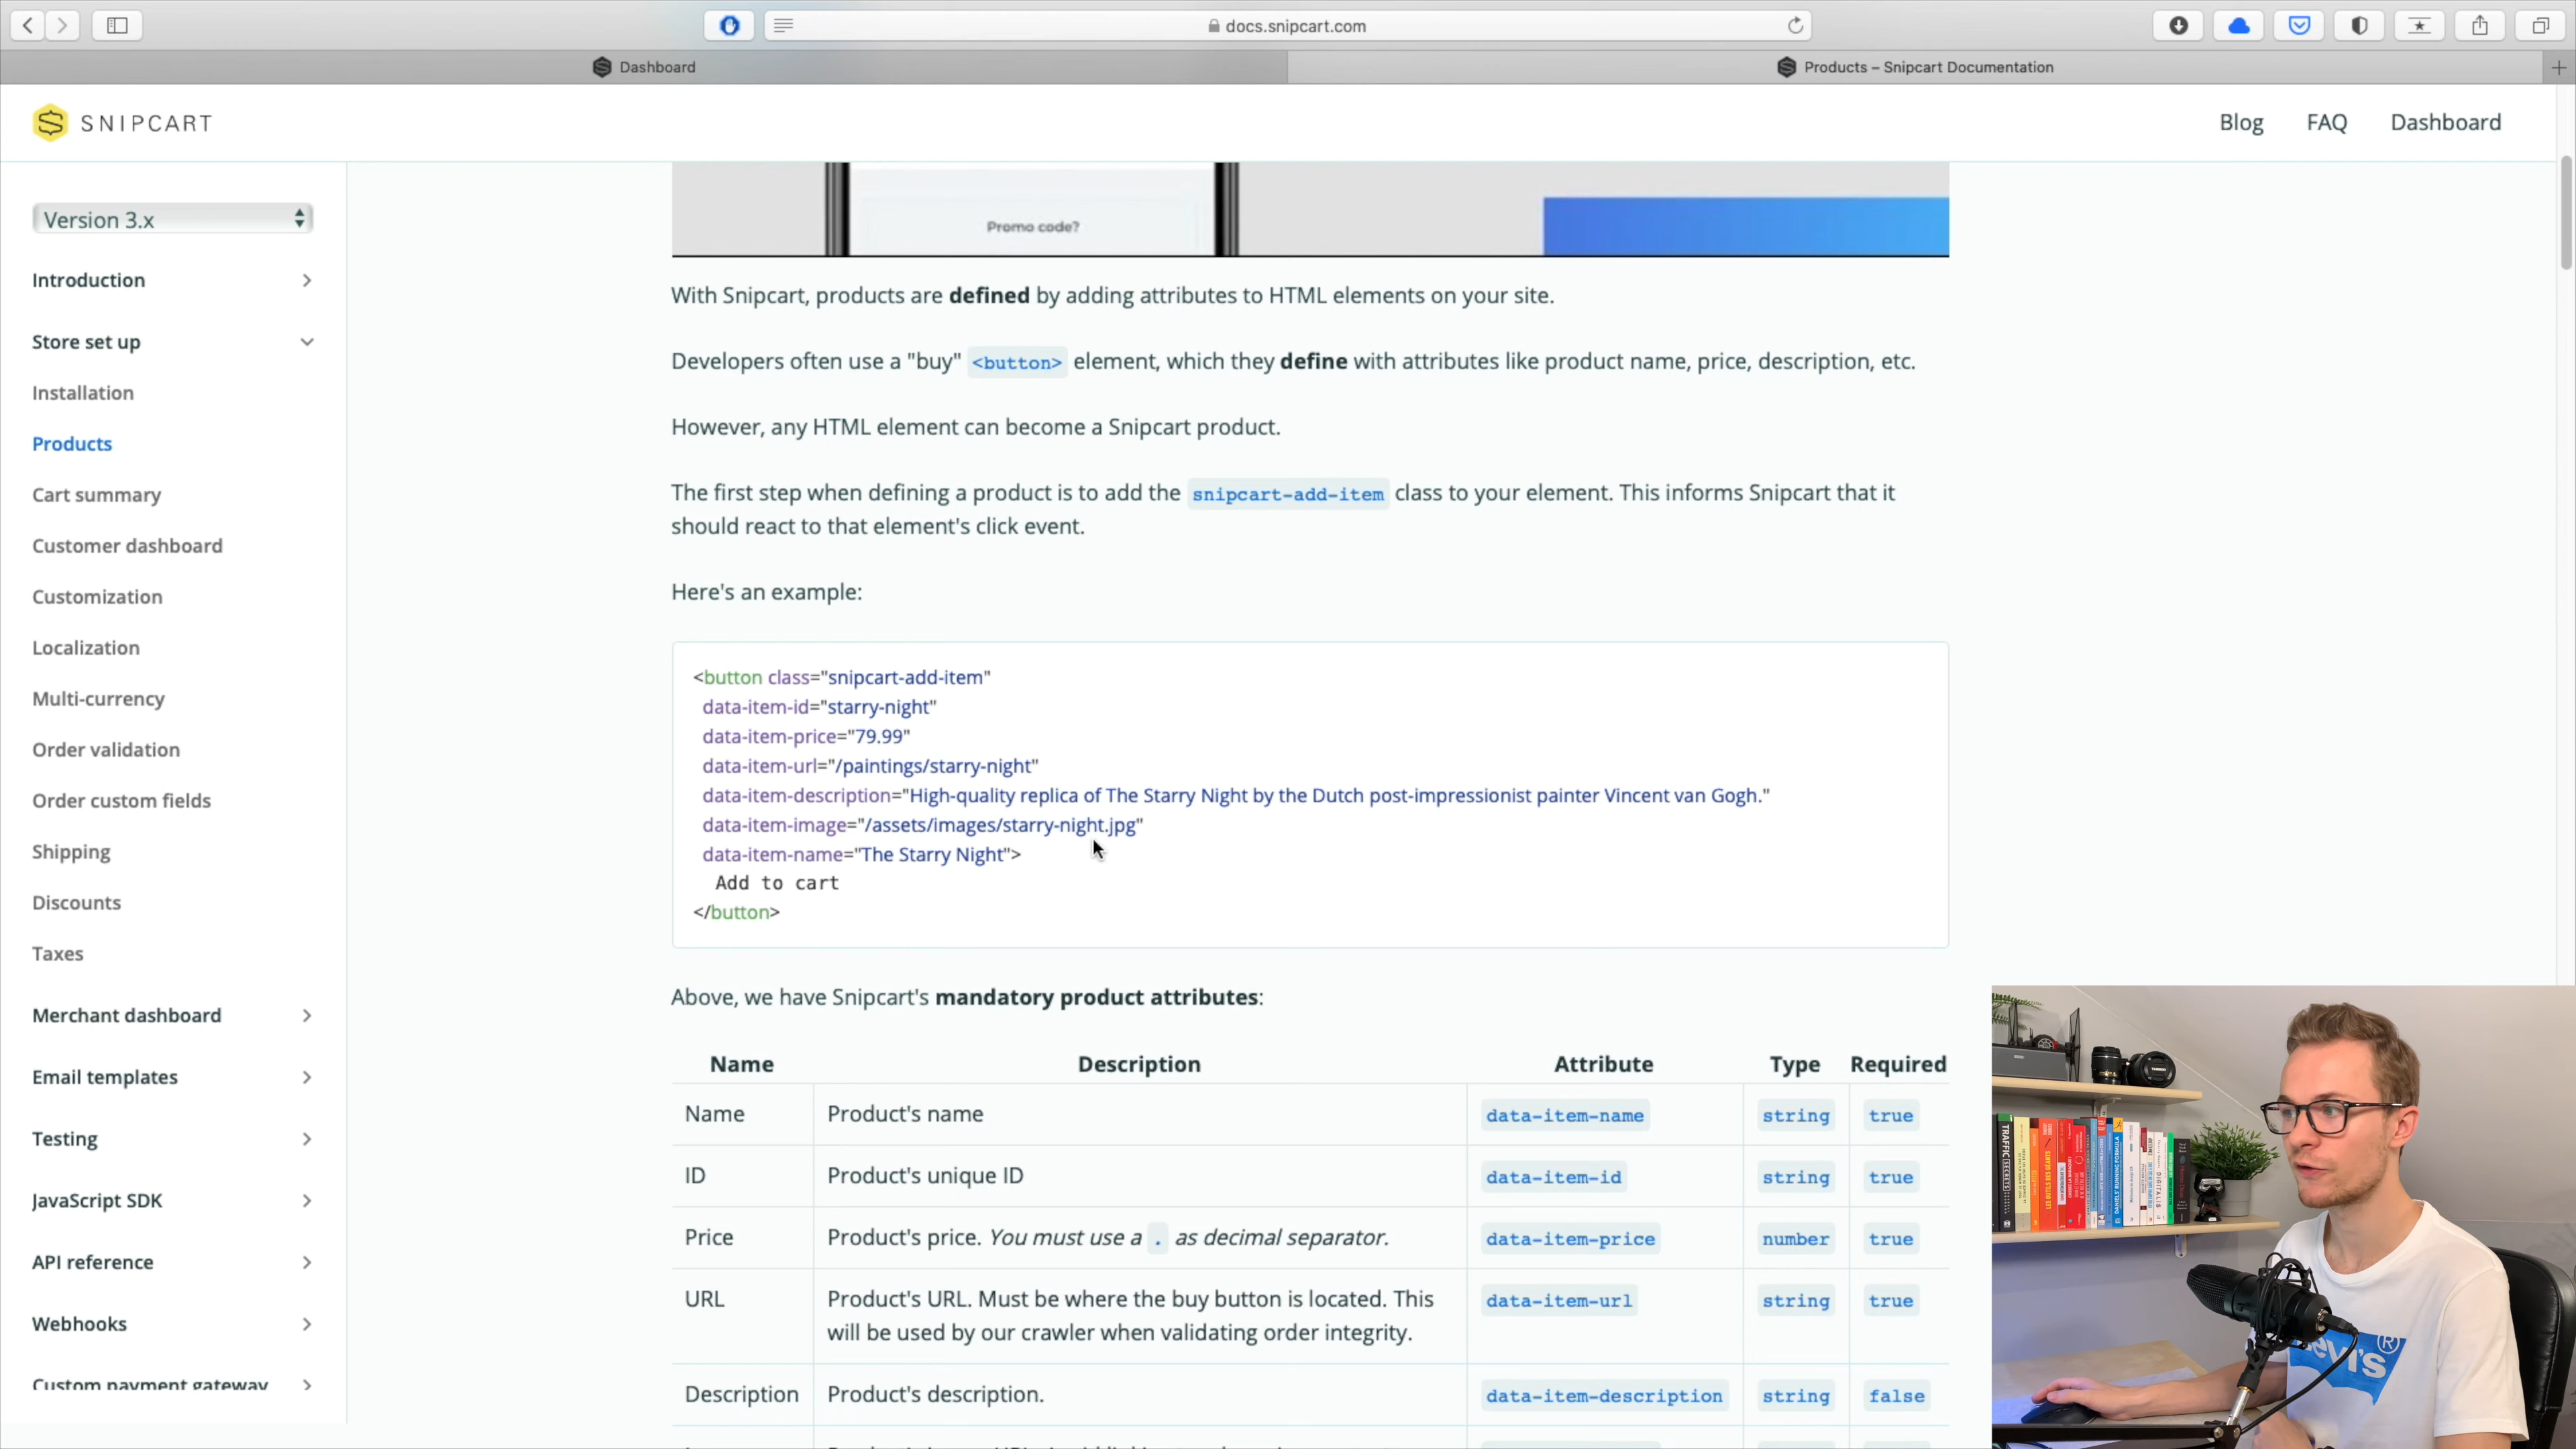 docs.snipcart.com
Dashboard
Products – Snipcart Documentation
SNIPCART
Blog
FAQ
Dashboard
Version 3.x
Introduction
Store set up
Installation
Products
Cart summary
Customer dashboard
Customization
Localization
Multi-currency
Order validation
Order custom fields
Shipping
Discounts
Taxes
Merchant dashboard
Email templates
Testing
JavaScript SDK
API reference
Webhooks
Custom payment gateway
Promo code?
With Snipcart, products are defined by adding attributes to HTML elements on your site.
Developers often use a "buy" <button> element, which they define with attributes like product name, price, description, etc.
However, any HTML element can become a Snipcart product.
The first step when defining a product is to add the snipcart-add-item class to your element. This informs Snipcart that it
should react to that element's click event.
Here's an example:
<button class="snipcart-add-item"
data-item-id="starry-night"
data-item-price="79.99"
data-item-url="/paintings/starry-night"
data-item-description="High-quality replica of The Starry Night by the Dutch post-impressionist painter Vincent van Gogh."
data-item-image="/assets/images/starry-night.jpg"
data-item-name="The Starry Night">
Add to cart
</button>
Above, we have Snipcart's mandatory product attributes:
Name Description Attribute Type Required
Name Product's name data-item-name string true
ID Product's unique ID data-item-id string true
Price Product's price. You must use a . as decimal separator. data-item-price number true
URL Product's URL. Must be where the buy button is located. This data-item-url string true
will be used by our crawler when validating order integrity.
Description Product's description. data-item-description string false
TRAFFIC SECRETS
Levi's ®